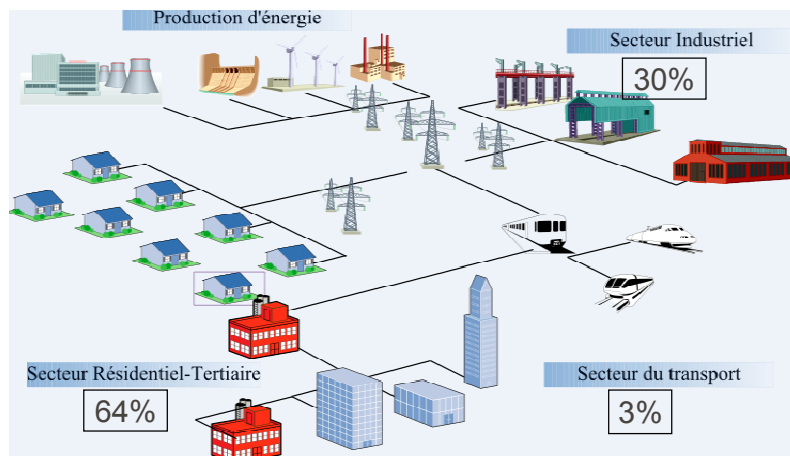 Production d'énergie
Secteur Industriel
30%
Secteur Résidentiel-Tertiaire
64%
Secteur du transport
3%